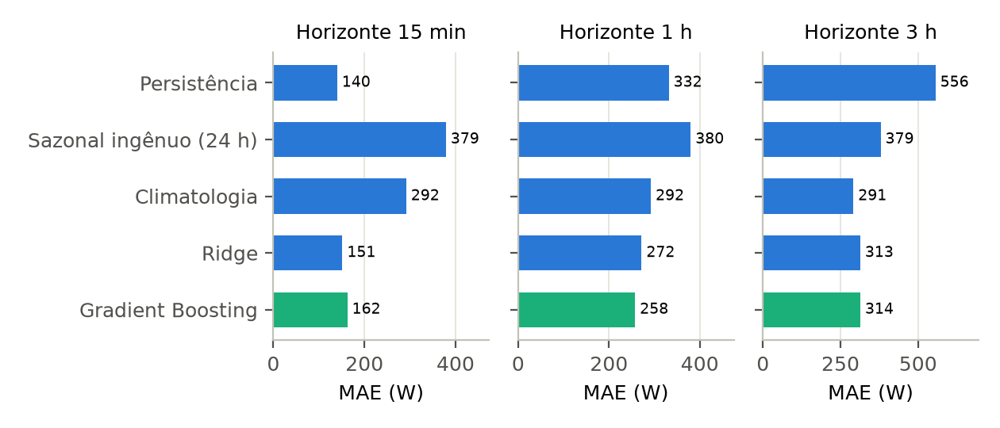 Horizonte 15 min
Horizonte 1 h
Horizonte 3 h
Persistência
140
332
556
Sazonal ingênuo (24 h)
379
380
379
Climatologia
292
292
291
Ridge
151
272
313
Gradient Boosting
162
258
314
0 200 400
0 200 400
0 250 500
MAE (W)
MAE (W)
MAE (W)